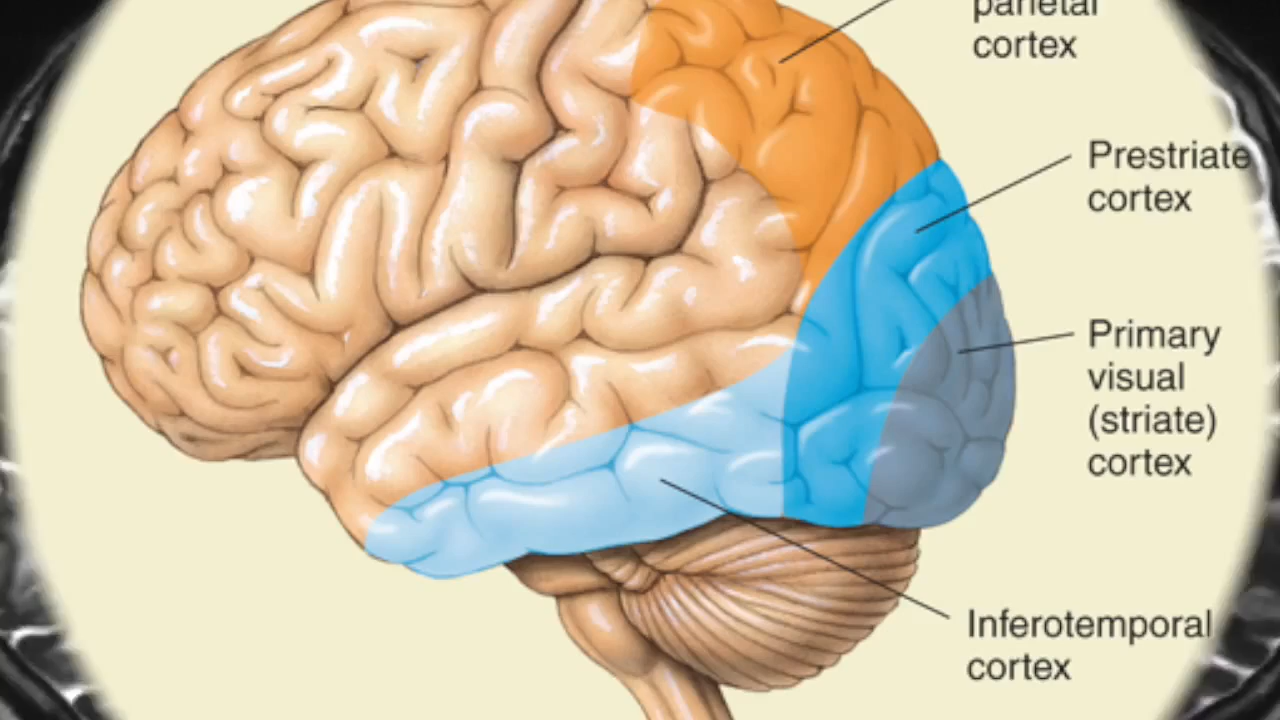 parietal
cortex
Prestriate
cortex
Primary
visual
(striate)
cortex
Inferotemporal
cortex